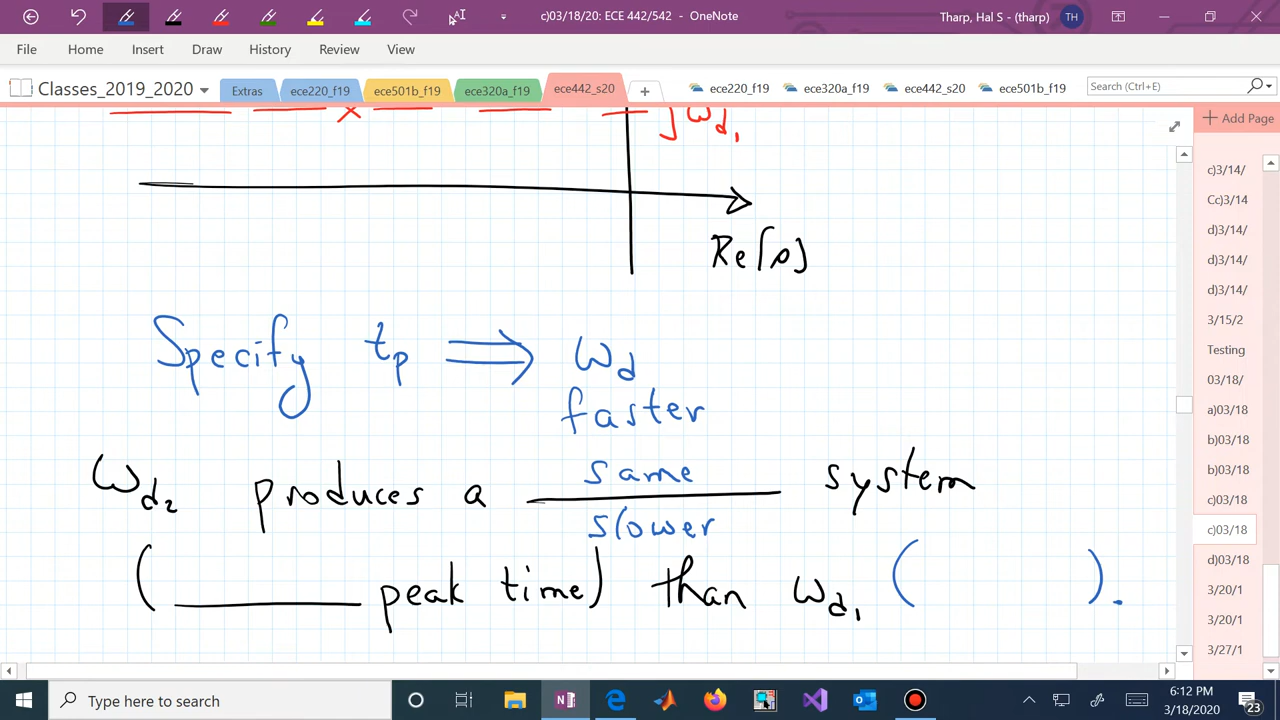 c)03/18/20: ECE 442/542 - OneNote
Tharp, Hal S - (tharp)
TH
File Home Insert Draw History Review View
Classes_2019_2020
Extras ece220_f19 ece501b_f19 ece320a_f19 ece442_s20
ece220_f19 ece320a_f19 ece442_s20 ece501b_f19
Search (Ctrl+E)
Add Page
c)3/14/
Cc)3/14
d)3/14/
d)3/14/
d)3/14/
3/15/2
Testing
03/18/
a)03/18
b)03/18
b)03/18
c)03/18
c)03/18
d)03/18
3/20/1
3/20/1
3/27/1
jωd1
Re[s]
Specify tp ⟹ ωd
faster
ωd2 produces a same system
slower
( ______ peak time) than ωd1 ( ).
Type here to search
6:12 PM
3/18/2020
23